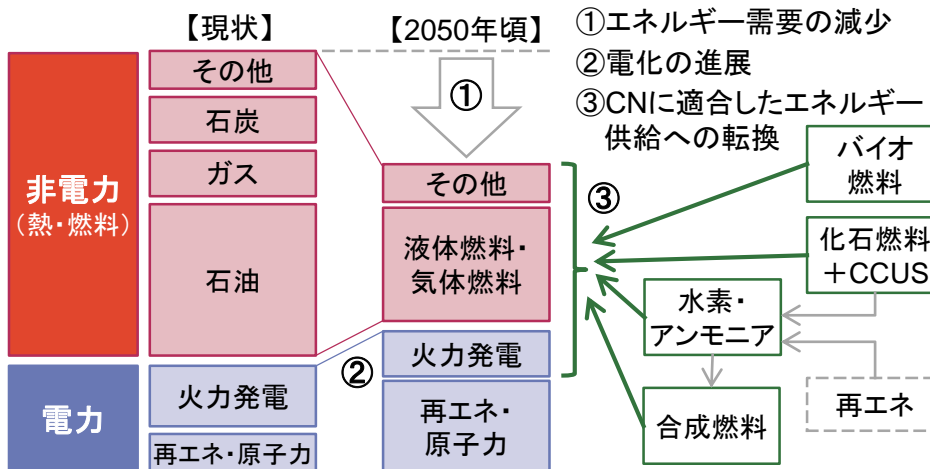 【現状】
【2050年頃】
①エネルギー需要の減少
②電化の進展
③CNに適合したエネルギー
供給への転換
非電力
（熱・燃料）
電力
その他
石炭
ガス
石油
火力発電
再エネ・原子力
①
その他
液体燃料・
気体燃料
②
火力発電
再エネ・
原子力
③
バイオ
燃料
化石燃料
＋CCUS
水素・
アンモニア
合成燃料
再エネ